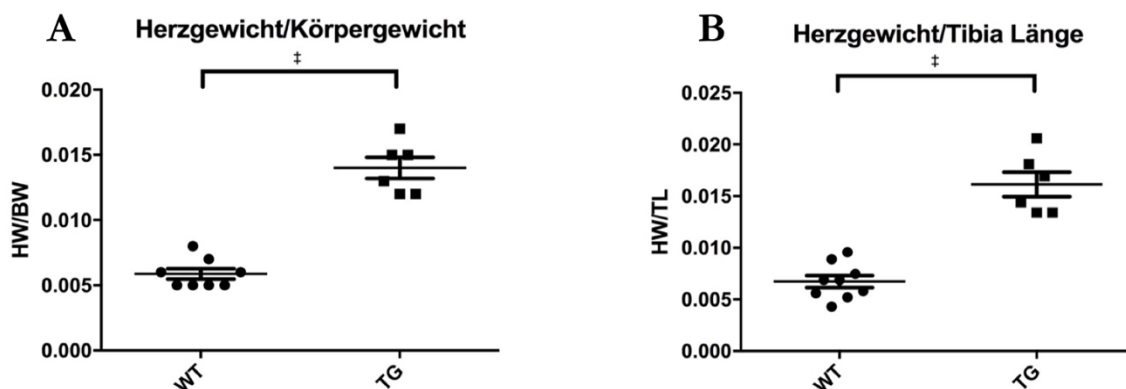 A
Herzgewicht/Körpergewicht
‡
0.020
0.015
0.010
0.005
0.000
HW/BW
WT
TG
B
Herzgewicht/Tibia Länge
‡
0.025
0.020
0.015
0.010
0.005
0.000
HW/TL
WT
TG